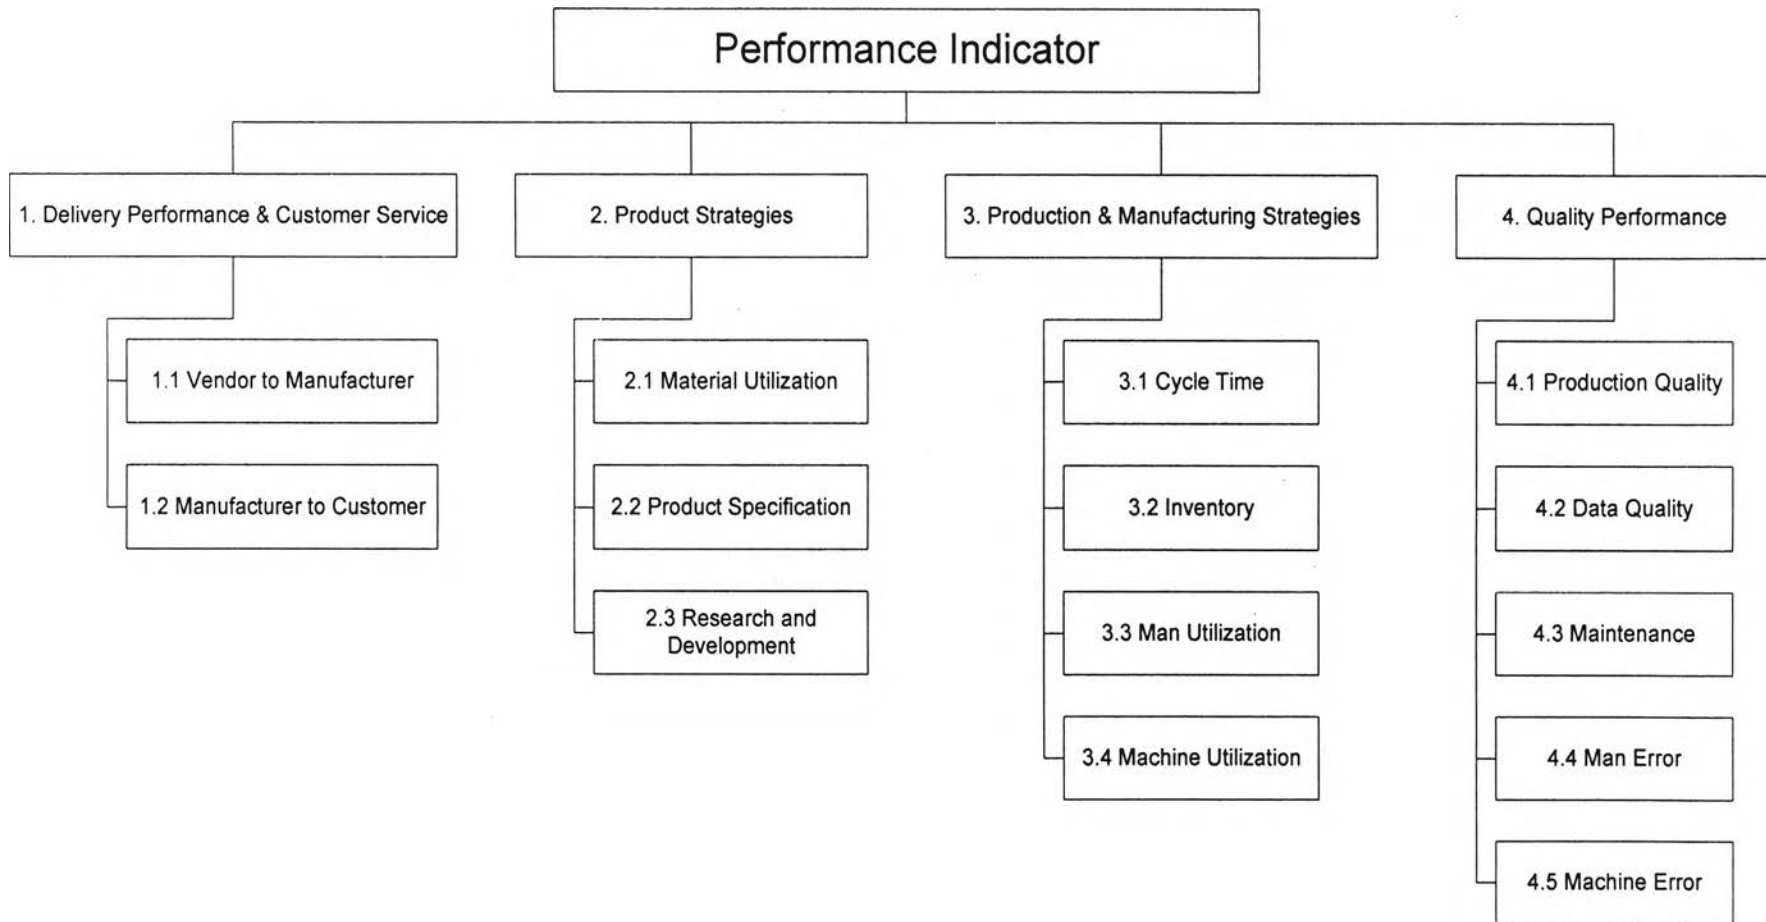 Performance Indicator
1. Delivery Performance & Customer Service
2. Product Strategies
3. Production & Manufacturing Strategies
4. Quality Performance
1.1 Vendor to Manufacturer
1.2 Manufacturer to Customer
2.1 Material Utilization
2.2 Product Specification
2.3 Research and
Development
3.1 Cycle Time
3.2 Inventory
3.3 Man Utilization
3.4 Machine Utilization
4.1 Production Quality
4.2 Data Quality
4.3 Maintenance
4.4 Man Error
4.5 Machine Error